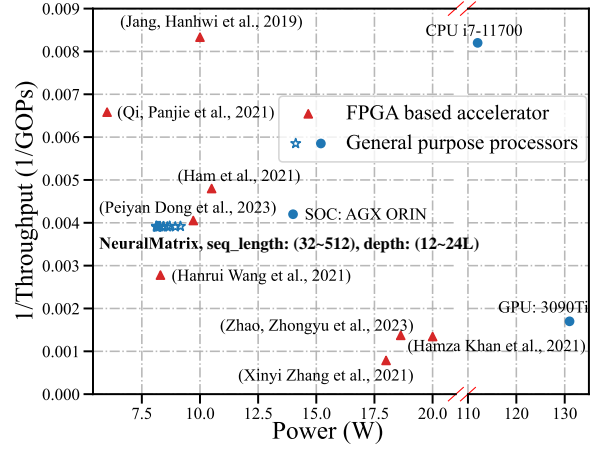 0.009
0.008
0.007
0.006
0.005
0.004
0.003
0.002
0.001
0.000
1/Throughput (1/GOPs)
(Jang, Hanhwi et al., 2019)
CPU i7-11700
(Qi, Panjie et al., 2021)
FPGA based accelerator
General purpose processors
(Ham et al., 2021)
(Peiyan Dong et al., 2023)
SOC: AGX ORIN
NeuralMatrix, seq_length: (32~512), depth: (12~24L)
(Hanrui Wang et al., 2021)
GPU: 3090Ti
(Zhao, Zhongyu et al., 2023)
(Hamza Khan et al., 2021)
(Xinyi Zhang et al., 2021)
7.5 10.0 12.5 15.0 17.5 20.0 110 120 130
Power (W)